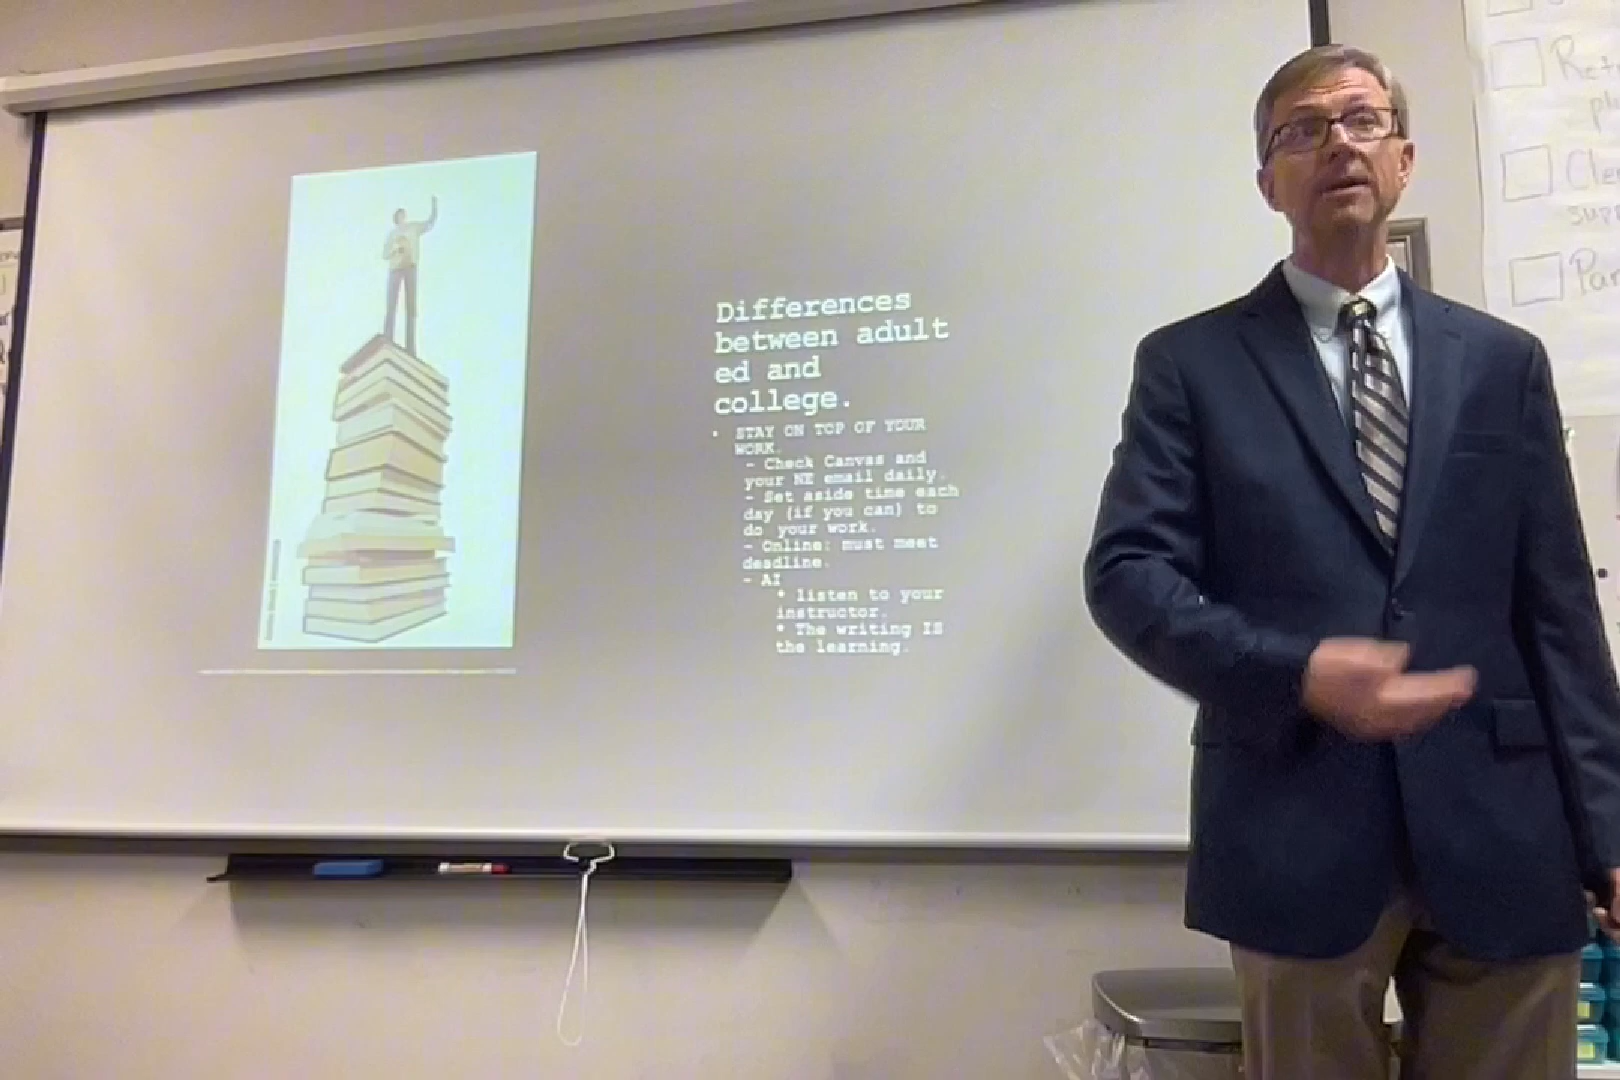 Differences
between adult
ed and
college.
• STAY ON TOP OF YOUR
WORK.
- Check Canvas and
your NE email daily.
- Set aside time each
day (if you can) to
do your work.
- Online: must meet
deadline.
- AI
* listen to your
instructor.
* The writing IS
the learning.